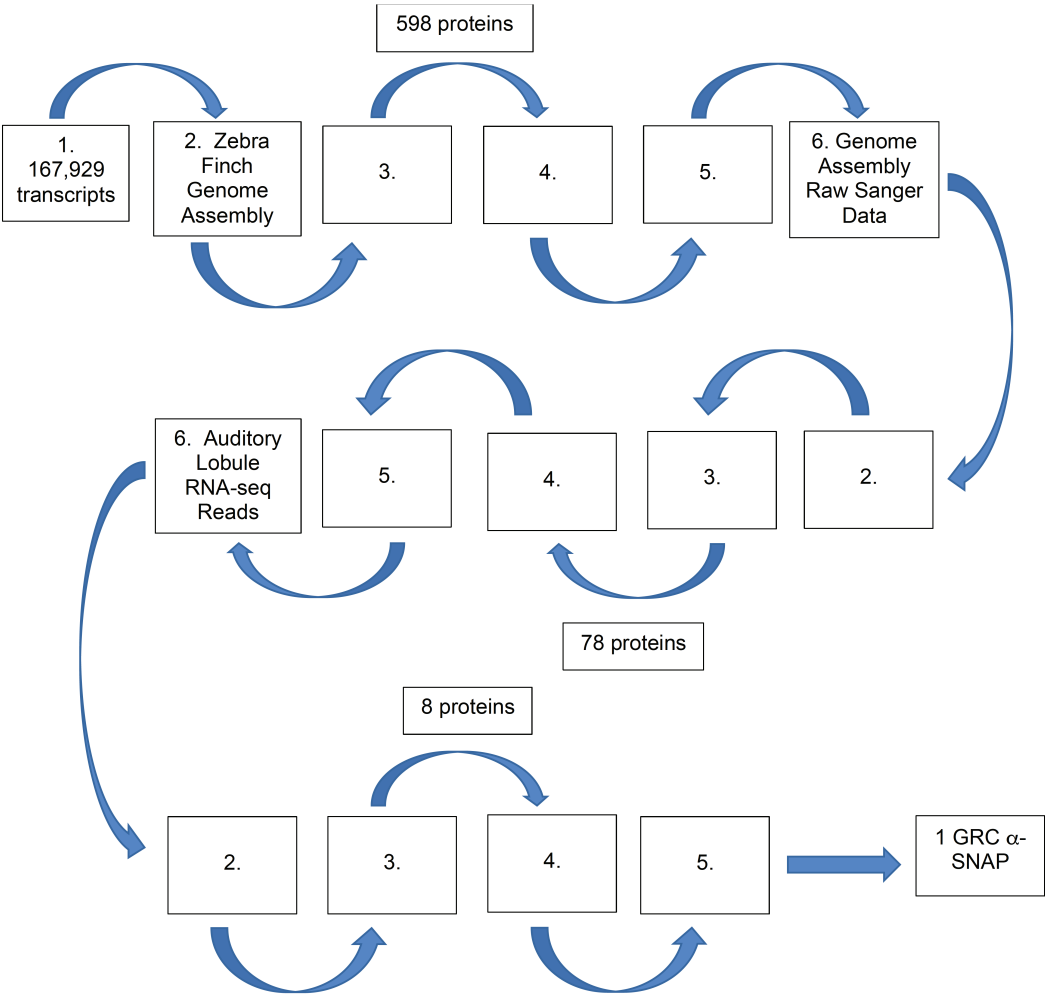 598 proteins
1.
167,929
transcripts
2. Zebra
Finch
Genome
Assembly
3.
4.
5.
6. Genome
Assembly
Raw Sanger
Data
6. Auditory
Lobule
RNA-seq
Reads
5.
4.
3.
2.
78 proteins
8 proteins
2.
3.
4.
5.
1 GRC α-
SNAP